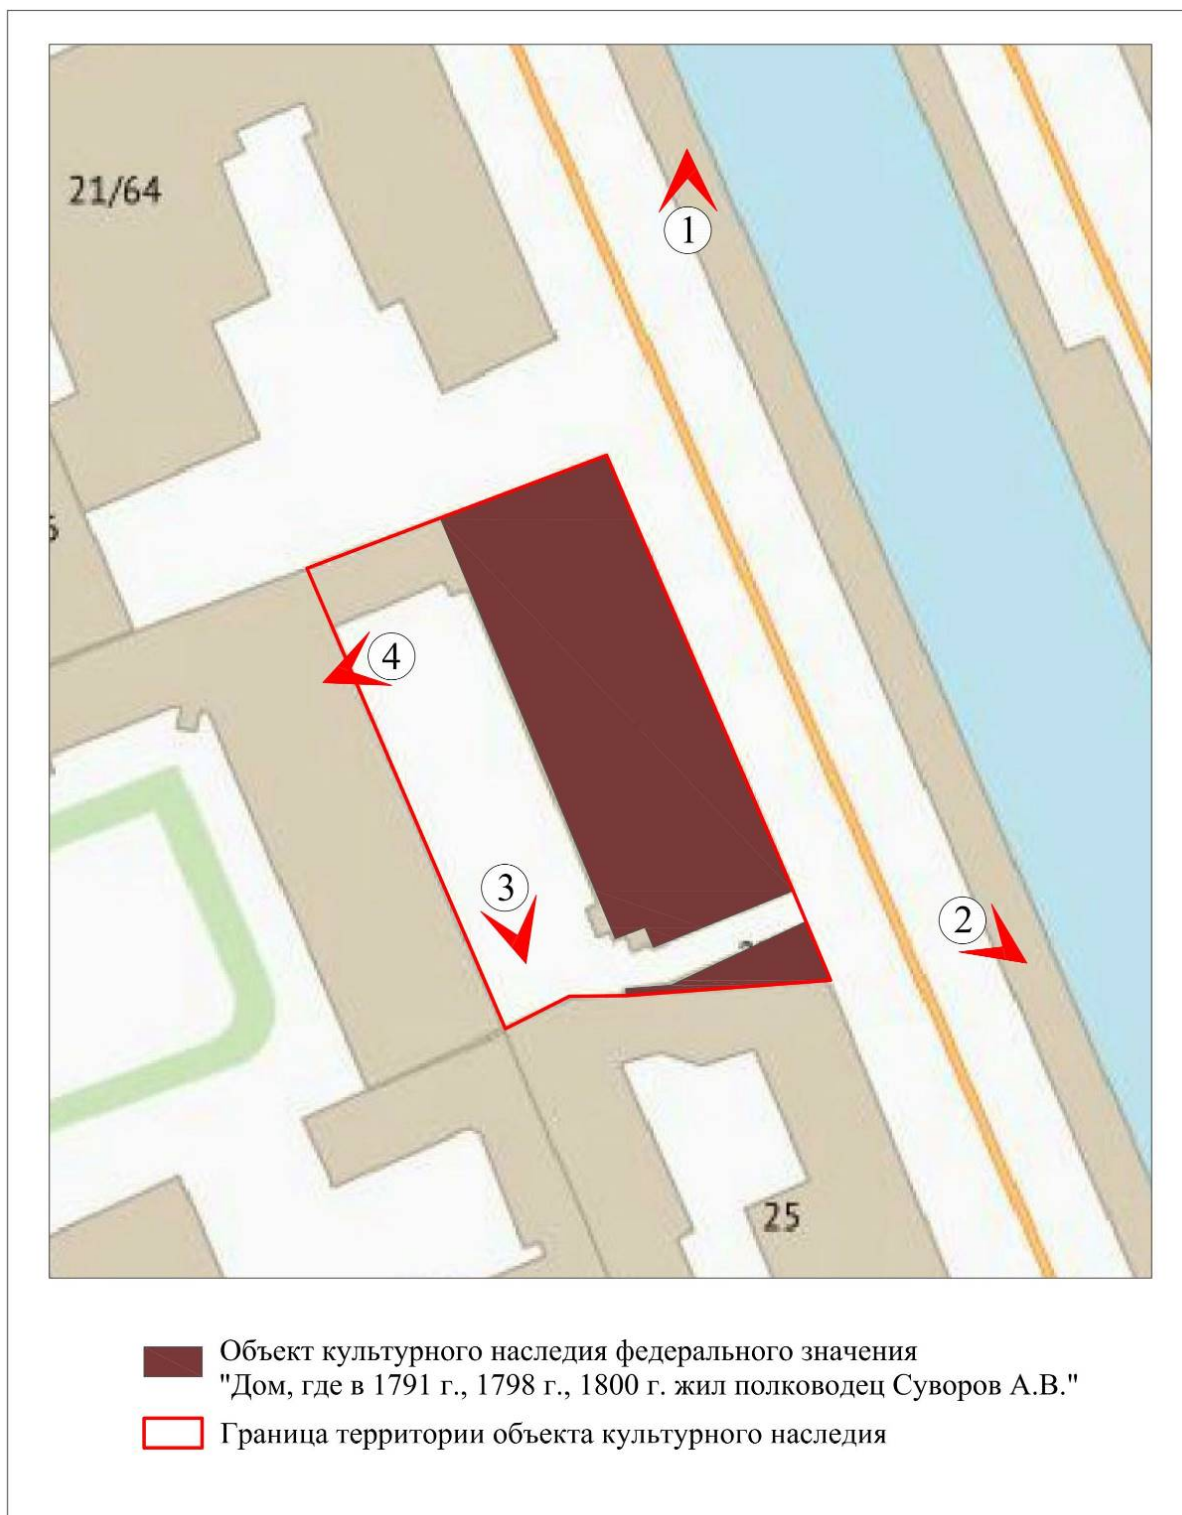 21/64
1
4
3
2
25
Объект культурного наследия федерального значения
"Дом, где в 1791 г., 1798 г., 1800 г. жил полководец Суворов А.В."
Граница территории объекта культурного наследия